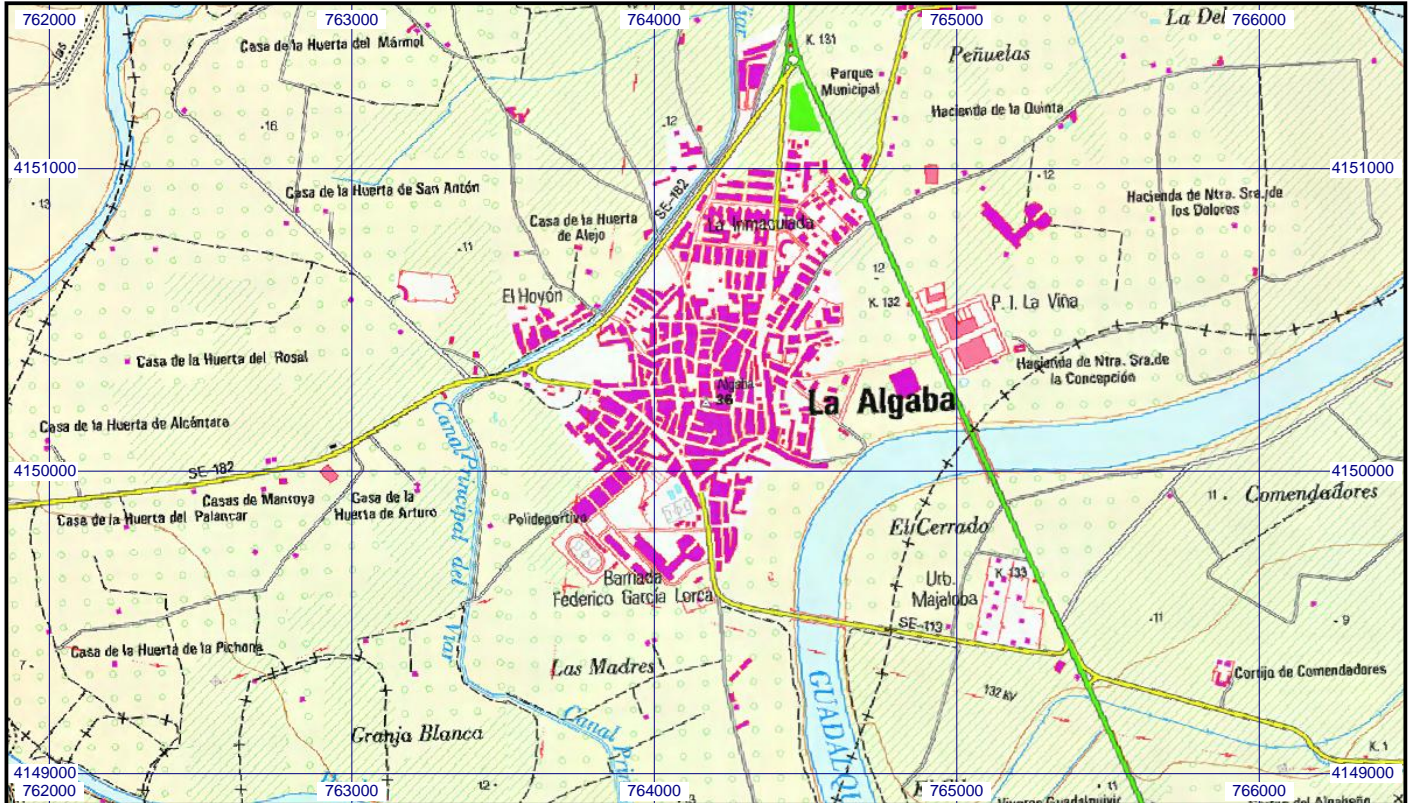 762000
763000
764000
765000
766000
La Del
las
Casa de la Huerta del Mármol
Viar
K. 131
Peñuelas
Parque
Municipal
Hacienda de la Quinta
16
12
4151000
4151000
SE-182
12
Casa de la Huerta de San Antón
Hacienda de Ntra. Sra. de
los Dolores
13
Casa de la Huerta
de Alejo
La Inmaculada
11
12
El Hoyón
K. 132
P. I. La Viña
Casa de la Huerta del Rosal
Hacienda de Ntra. Sra.de
la Concepción
Algaba
36
La Algaba
Casa de la Huerta de Alcántara
Canal Principal del Viar
4150000
4150000
SE-182
Casas de Mancoya
Casa de la Huerta del Palancar
Casa de la
Huerta de Arturo
11
Comendadores
Polideportivo
El Cerrado
Barriada
Federico García Lorca
Urb.
Majaloba
K. 133
SE-113
11
9
Casa de la Huerta de la Pichona
7
Las Madres
GUADALQU
132 kV
Cortijo de Comendadores
Granja Blanca
Canal Pri
K. 1
4149000
4149000
12
11
762000
763000
764000
765000
766000